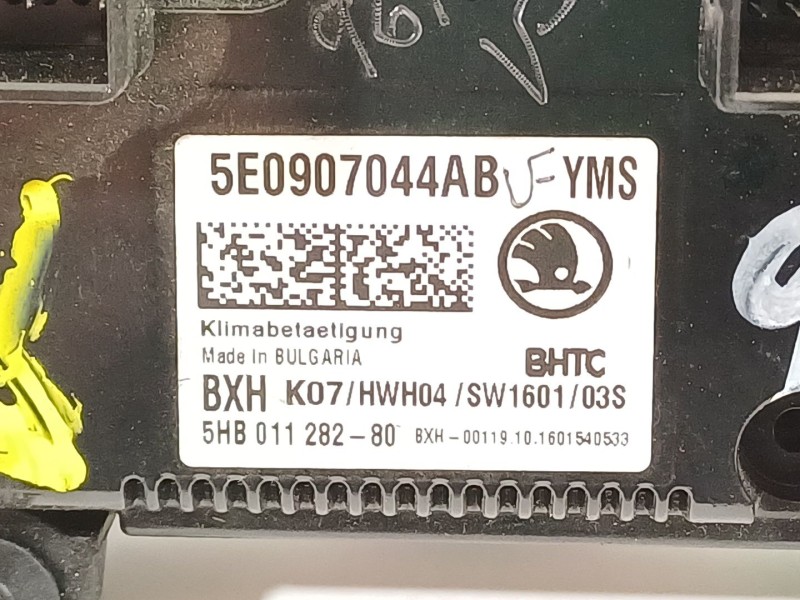 5E0907044AB YMS
Klimabetaetigung
Made in BULGARIA
BHTC
BXH K07/HWH04/SW1601/03S
5HB 011 282-80 BXH-00119.10.1601540533